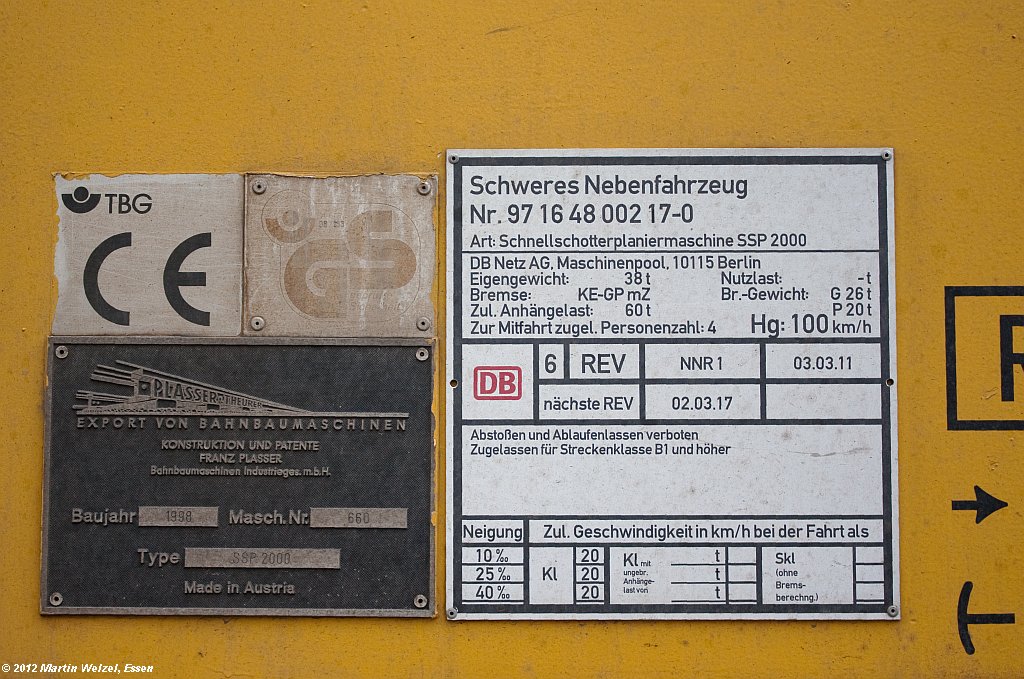 TBG
CE
GS
PLASSER & THEURER
EXPORT VON BAHNBAUMASCHINEN
KONSTRUKTION UND PATENTE
FRANZ PLASSER
Bahnbaumaschinen Industrieges. m.b.H.
Baujahr 1998 Masch. Nr. 660
Type SSP 2000
Made in Austria
Schweres Nebenfahrzeug
Nr. 97 16 48 002 17-0
Art: Schnellschotterplaniermaschine SSP 2000
DB Netz AG, Maschinenpool, 10115 Berlin
Eigengewicht: 38 t Nutzlast: - t
Bremse: KE-GP mZ Br.-Gewicht: G 26 t
Zul. Anhängelast: 60 t P 20 t
Zur Mitfahrt zugel. Personenzahl: 4 Hg: 100 km/h
DB 6 REV NNR 1 03.03.11
nächste REV 02.03.17
Abstoßen und Ablaufenlassen verboten
Zugelassen für Streckenklasse B1 und höher
Neigung Zul. Geschwindigkeit in km/h bei der Fahrt als
10 ‰ 20
25 ‰ 20
40 ‰ 20
Kl
Kl mit t
ungebr. t
Anhänge-
last von t
Skl
(ohne
Brems-
berechng.)
R
© 2012 Martin Welzel, Essen